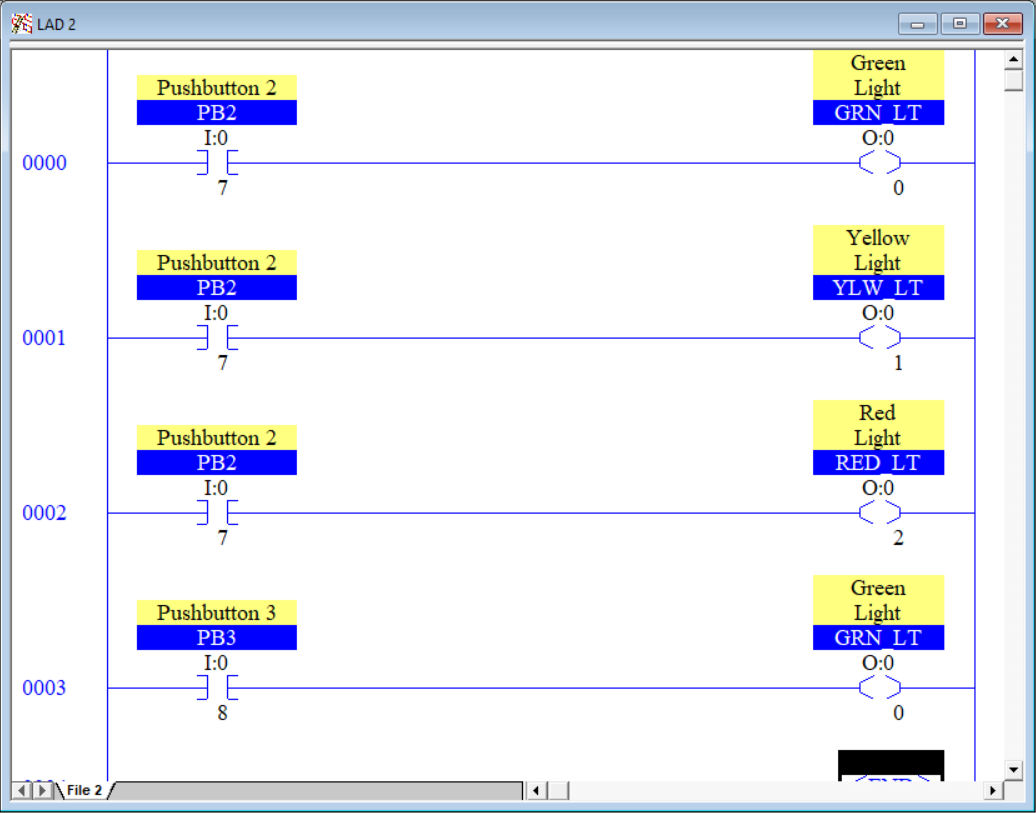 LAD 2
Pushbutton 2
PB2
I:0
7
Green
Light
GRN_LT
O:0
0
0000
Pushbutton 2
PB2
I:0
7
Yellow
Light
YLW_LT
O:0
1
0001
Pushbutton 2
PB2
I:0
7
Red
Light
RED_LT
O:0
2
0002
Pushbutton 3
PB3
I:0
8
Green
Light
GRN_LT
O:0
0
0003
File 2